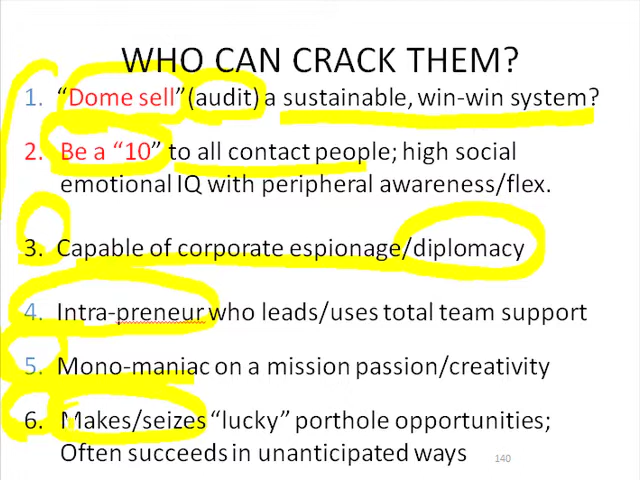 WHO CAN CRACK THEM?
1. "Dome sell"(audit) a sustainable, win-win system?
2. Be a "10" to all contact people; high social
emotional IQ with peripheral awareness/flex.
3. Capable of corporate espionage/diplomacy
4. Intra-preneur who leads/uses total team support
5. Mono-maniac on a mission passion/creativity
6. Makes/seizes "lucky" porthole opportunities;
Often succeeds in unanticipated ways
140